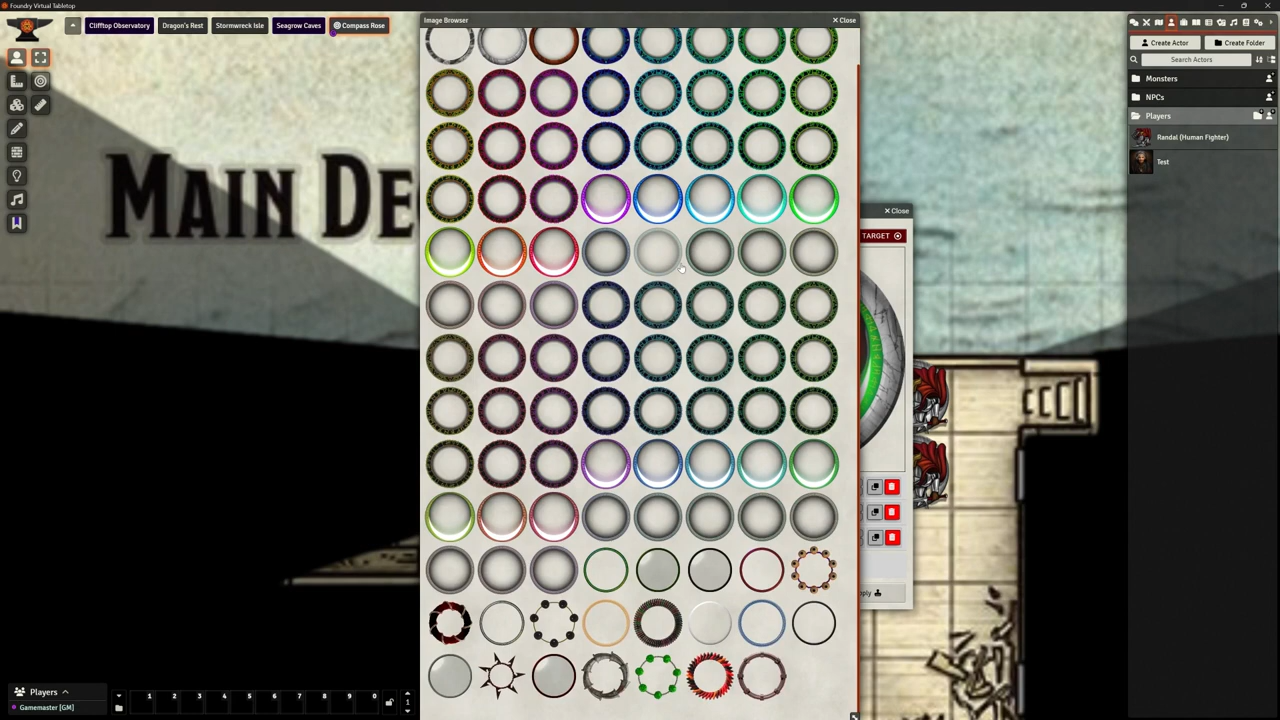 Foundry Virtual Tabletop
Clifftop Observatory
Dragon's Rest
Stormwreck Isle
Seagrow Caves
Compass Rose
Image Browser
Close
Create Actor
Create Folder
Search Actors
Monsters
NPCs
Players
Randal (Human Fighter)
Test
MAIN DE
Close
TARGET
ply
Players
Gamemaster [GM]
1 2 3 4 5 6 7 8 9 0
1